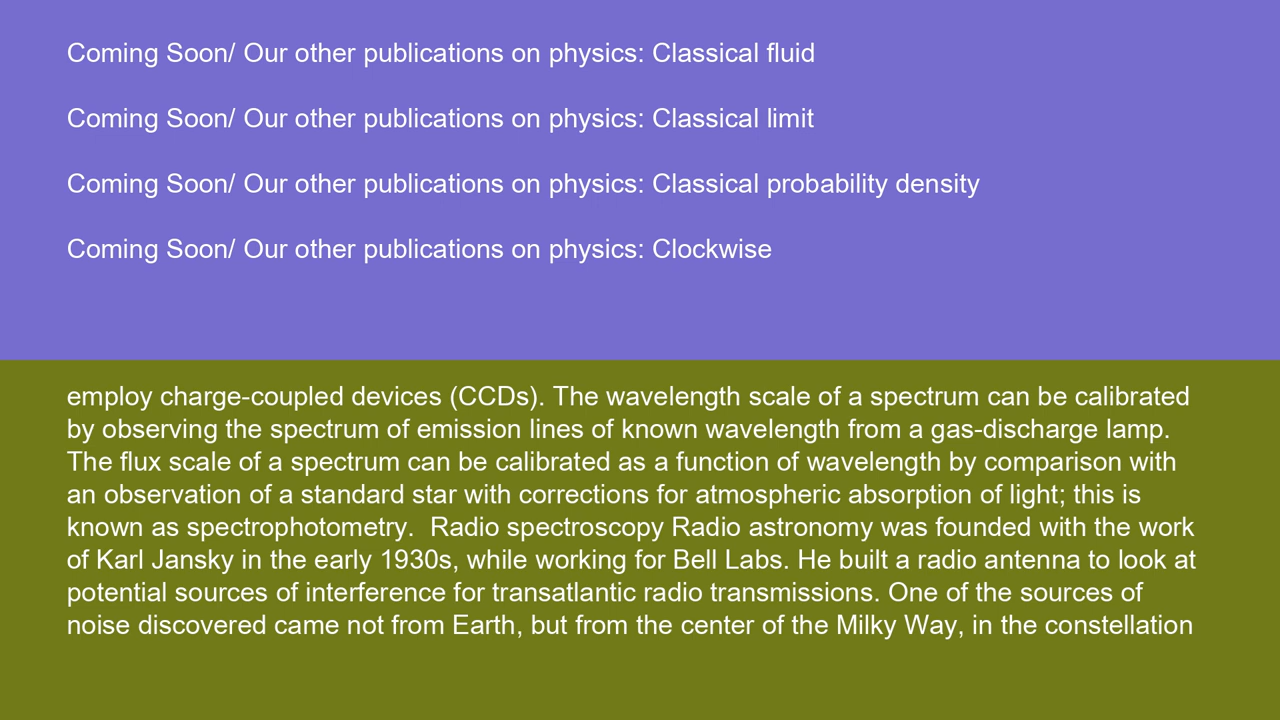 Coming Soon/ Our other publications on physics: Classical fluid
Coming Soon/ Our other publications on physics: Classical limit
Coming Soon/ Our other publications on physics: Classical probability density
Coming Soon/ Our other publications on physics: Clockwise
employ charge-coupled devices (CCDs). The wavelength scale of a spectrum can be calibrated
by observing the spectrum of emission lines of known wavelength from a gas-discharge lamp.
The flux scale of a spectrum can be calibrated as a function of wavelength by comparison with
an observation of a standard star with corrections for atmospheric absorption of light; this is
known as spectrophotometry.  Radio spectroscopy Radio astronomy was founded with the work
of Karl Jansky in the early 1930s, while working for Bell Labs. He built a radio antenna to look at
potential sources of interference for transatlantic radio transmissions. One of the sources of
noise discovered came not from Earth, but from the center of the Milky Way, in the constellation